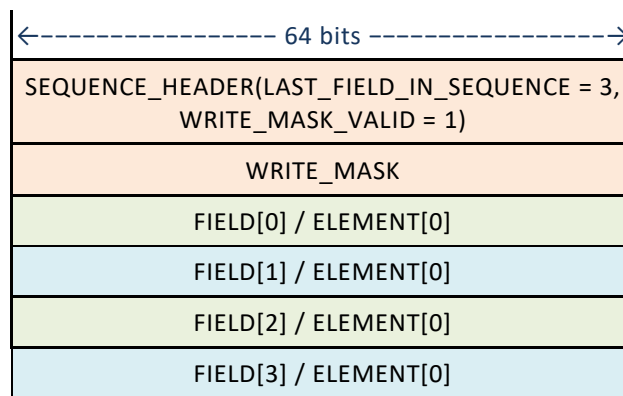 64 bits
SEQUENCE_HEADER(LAST_FIELD_IN_SEQUENCE = 3,
WRITE_MASK_VALID = 1)
WRITE_MASK
FIELD[0] / ELEMENT[0]
FIELD[1] / ELEMENT[0]
FIELD[2] / ELEMENT[0]
FIELD[3] / ELEMENT[0]